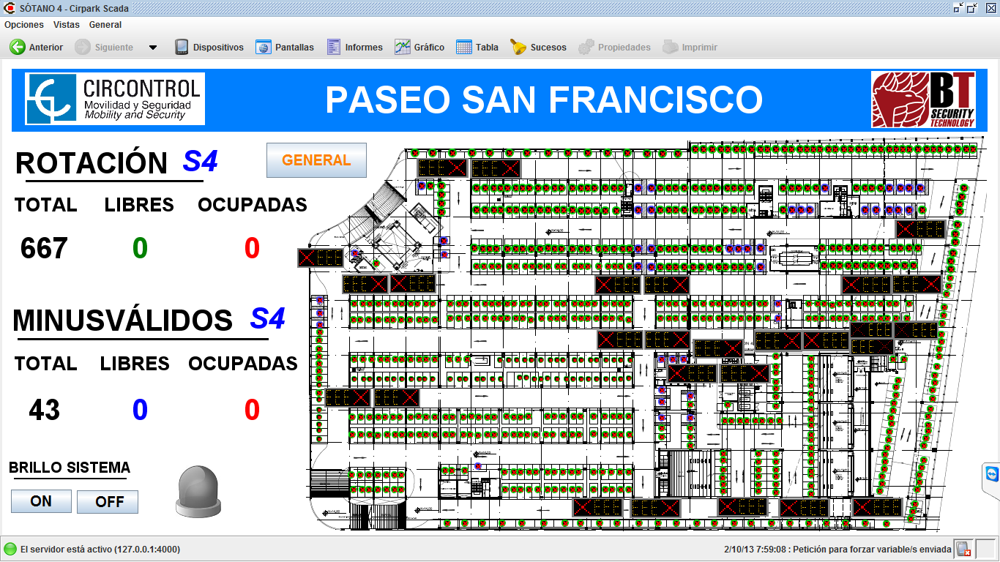 SÓTANO 4 - Cirpark Scada
Opciones Vistas General
Anterior Siguiente Dispositivos Pantallas Informes Gráfico Tabla Sucesos Propiedades Imprimir
CIRCONTROL
Movilidad y Seguridad
Mobility and Security
PASEO SAN FRANCISCO
BT
SECURITY
TECHNOLOGY
ROTACIÓN S4
GENERAL
TOTAL LIBRES OCUPADAS
667 0 0
MINUSVÁLIDOS S4
TOTAL LIBRES OCUPADAS
43 0 0
BRILLO SISTEMA
ON OFF
El servidor está activo (127.0.0.1:4000)
2/10/13 7:59:08 : Petición para forzar variable/s enviada